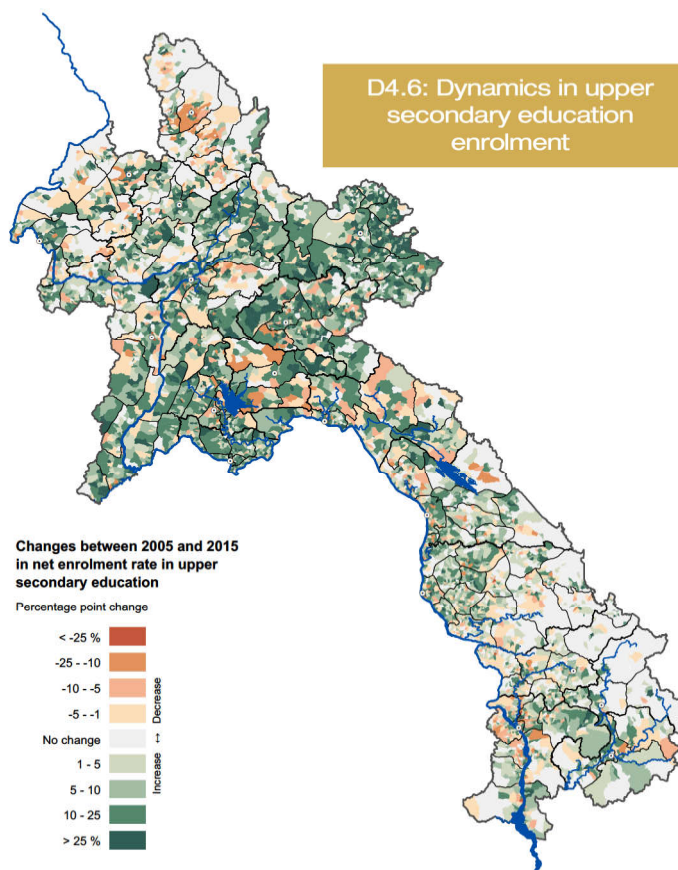 D4.6: Dynamics in upper
secondary education
enrolment
Changes between 2005 and 2015
in net enrolment rate in upper
secondary education
Percentage point change
< -25 %
-25 - -10
-10 - -5
-5 - -1
No change
1 - 5
5 - 10
10 - 25
> 25 %
Decrease
↔
Increase